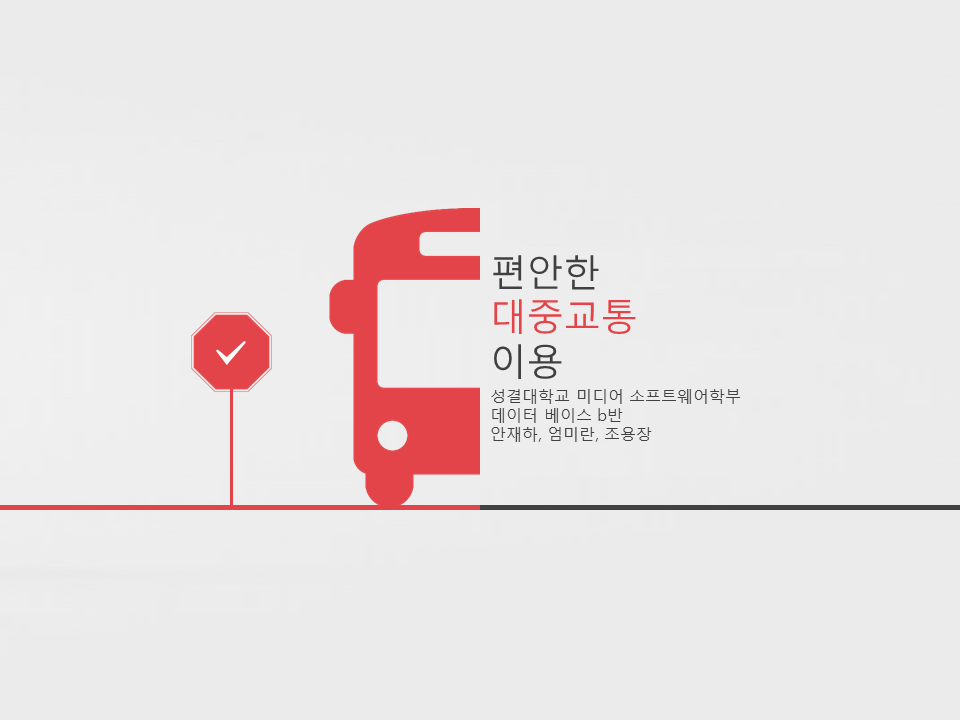 편안한
대중교통
이용
성결대학교 미디어 소프트웨어학부
데이터 베이스 b반
안재하, 엄미란, 조용장